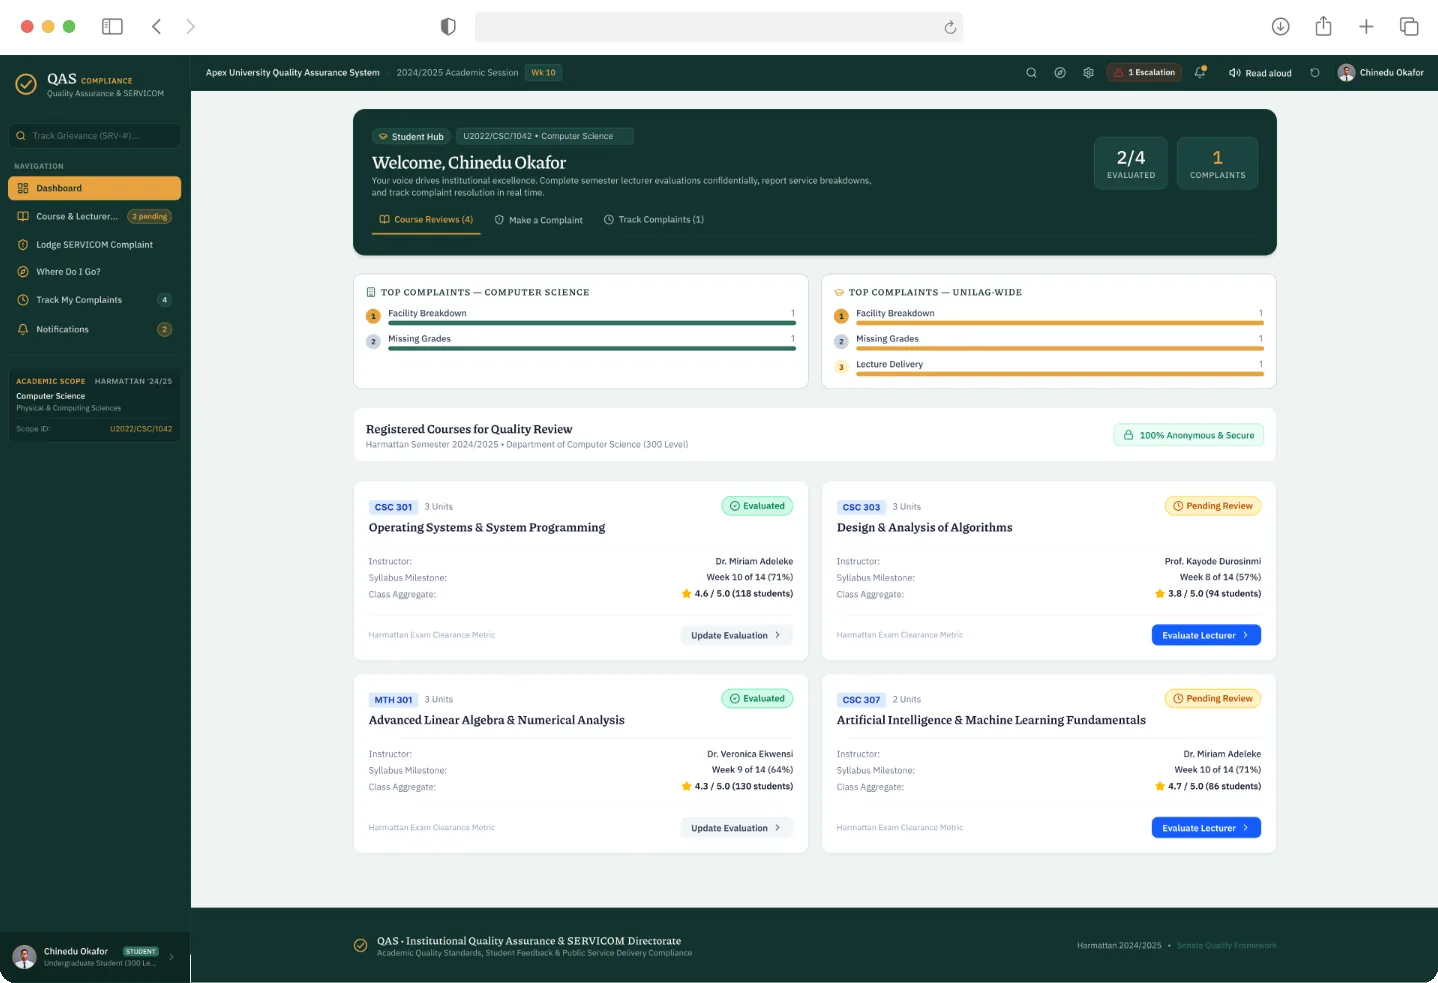 QAS COMPLIANCE
Quality Assurance & SERVICOM
Track Grievance (SRV-#)...
NAVIGATION
Dashboard
Course & Lecturer... 2 pending
Lodge SERVICOM Complaint
Where Do I Go?
Track My Complaints 4
Notifications 2
ACADEMIC SCOPE HARMATTAN '24/25
Computer Science
Physical & Computing Sciences
Scope ID: U2022/CSC/1042
Chinedu Okafor STUDENT
Undergraduate Student (300 Le...
Apex University Quality Assurance System 2024/2025 Academic Session Wk 10
1 Escalation Read aloud Chinedu Okafor
Student Hub U2022/CSC/1042 • Computer Science
Welcome, Chinedu Okafor
Your voice drives institutional excellence. Complete semester lecturer evaluations confidentially, report service breakdowns,
and track complaint resolution in real time.
2/4
EVALUATED
1
COMPLAINTS
Course Reviews (4) Make a Complaint Track Complaints (1)
TOP COMPLAINTS — COMPUTER SCIENCE
1 Facility Breakdown 1
2 Missing Grades 1
TOP COMPLAINTS — UNILAG-WIDE
1 Facility Breakdown 1
2 Missing Grades 1
3 Lecture Delivery 1
Registered Courses for Quality Review
Harmattan Semester 2024/2025 • Department of Computer Science (300 Level)
100% Anonymous & Secure
CSC 301 3 Units Evaluated
Operating Systems & System Programming
Instructor: Dr. Miriam Adeleke
Syllabus Milestone: Week 10 of 14 (71%)
Class Aggregate: 4.6 / 5.0 (118 students)
Harmattan Exam Clearance Metric Update Evaluation
CSC 303 3 Units Pending Review
Design & Analysis of Algorithms
Instructor: Prof. Kayode Durosinmi
Syllabus Milestone: Week 8 of 14 (57%)
Class Aggregate: 3.8 / 5.0 (94 students)
Harmattan Exam Clearance Metric Evaluate Lecturer
MTH 301 3 Units Evaluated
Advanced Linear Algebra & Numerical Analysis
Instructor: Dr. Veronica Ekwensi
Syllabus Milestone: Week 9 of 14 (64%)
Class Aggregate: 4.3 / 5.0 (130 students)
Harmattan Exam Clearance Metric Update Evaluation
CSC 307 2 Units Pending Review
Artificial Intelligence & Machine Learning Fundamentals
Instructor: Dr. Miriam Adeleke
Syllabus Milestone: Week 10 of 14 (71%)
Class Aggregate: 4.7 / 5.0 (86 students)
Harmattan Exam Clearance Metric Evaluate Lecturer
QAS · Institutional Quality Assurance & SERVICOM Directorate
Academic Quality Standards, Student Feedback & Public Service Delivery Compliance
Harmattan 2024/2025 • Senate Quality Framework